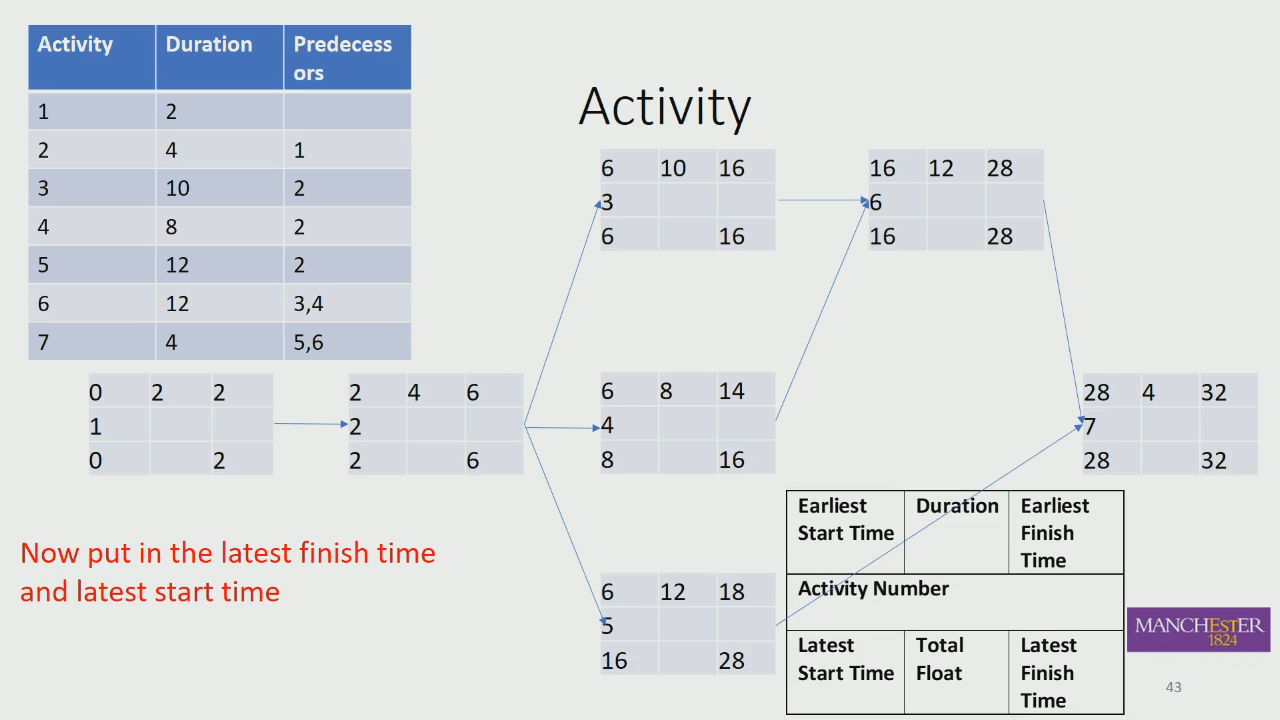 Activity Duration Predecess
ors
1 2
2 4 1
3 10 2
4 8 2
5 12 2
6 12 3,4
7 4 5,6
Activity
6 10 16
3
6 16
16 12 28
6
16 28
0 2 2
1
0 2
2 4 6
2
2 6
6 8 14
4
8 16
28 4 32
7
28 32
6 12 18
5
16 28
Now put in the latest finish time
and latest start time
Earliest Duration Earliest
Start Time Finish
Time
Activity Number
Latest Total Latest
Start Time Float Finish
Time
MANCHESTER
1824
43